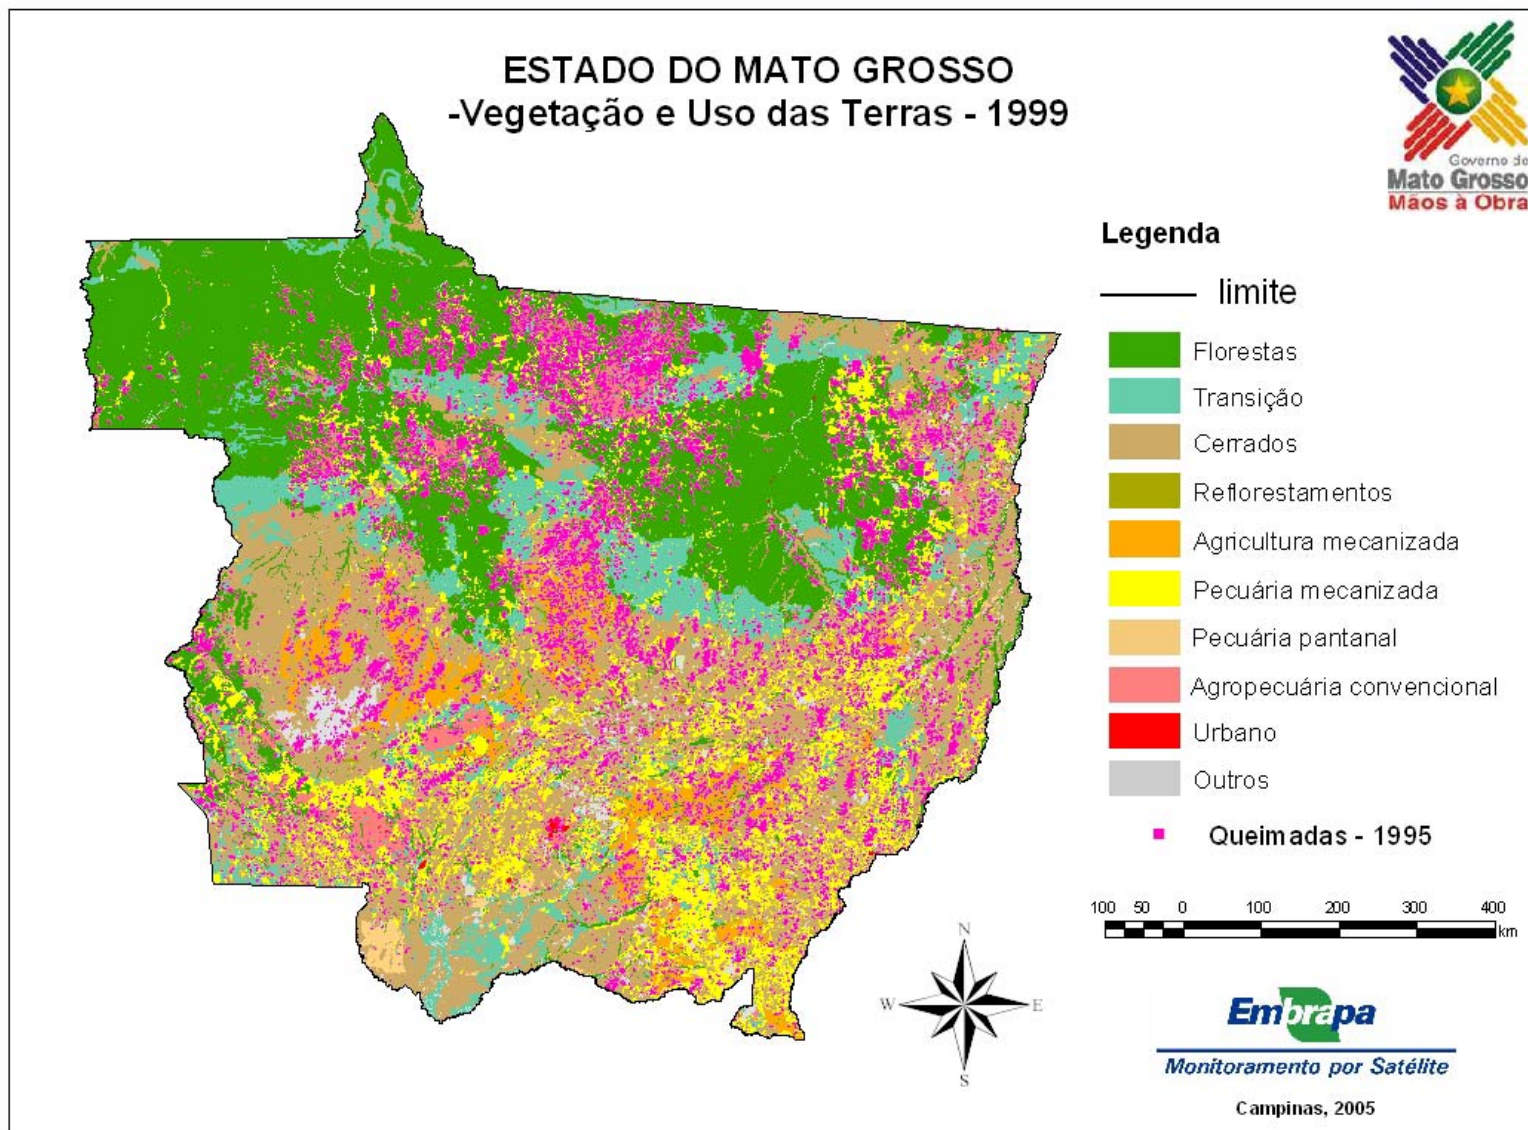 ESTADO DO MATO GROSSO
-Vegetação e Uso das Terras - 1999
Governo de
Mato Grosso
Mãos à Obra
Legenda
limite
Florestas
Transição
Cerrados
Reflorestamentos
Agricultura mecanizada
Pecuária mecanizada
Pecuária pantanal
Agropecuária convencional
Urbano
Outros
Queimadas - 1995
100 50 0 100 200 300 400
km
N
W E
S
Embrapa
Monitoramento por Satélite
Campinas, 2005